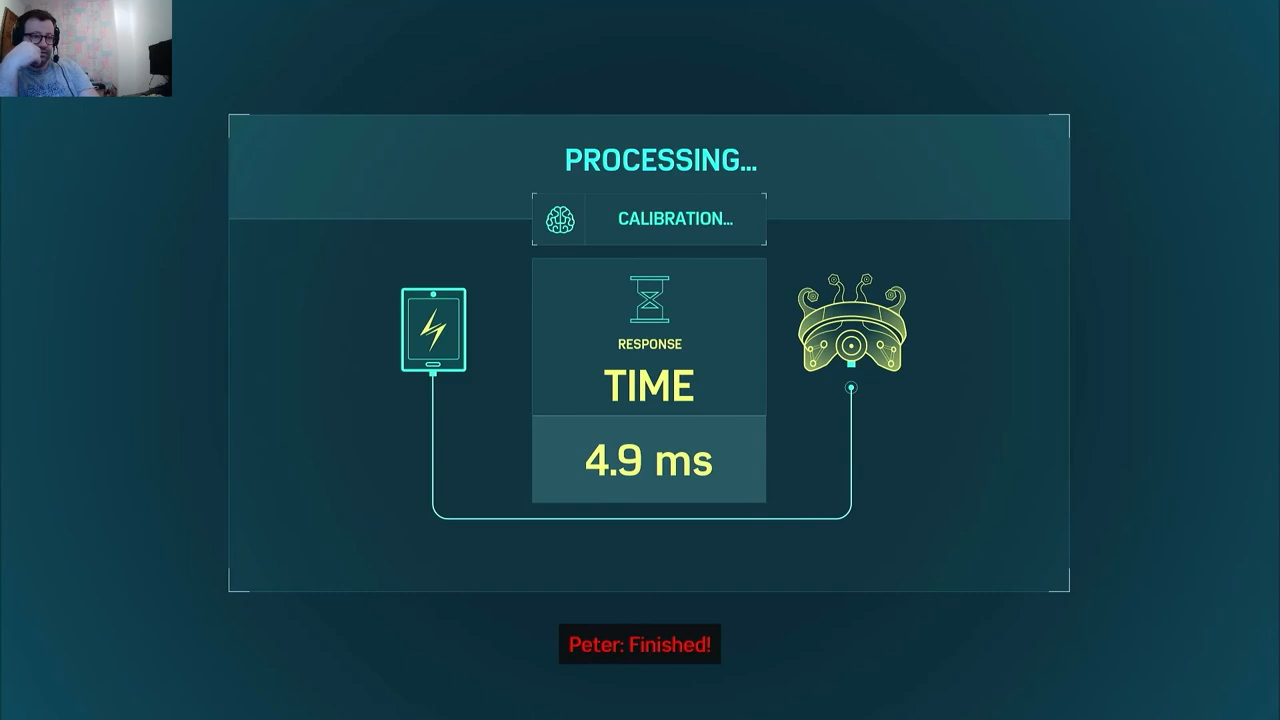 PROCESSING...
CALIBRATION...
RESPONSE
TIME
4.9 ms
Peter: Finished!